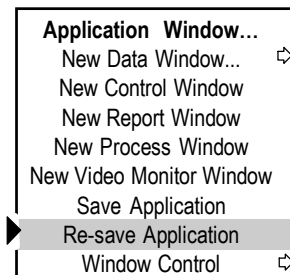 Application Window...
New Data Window...
New Control Window
New Report Window
New Process Window
New Video Monitor Window
Save Application
Re-save Application
Window Control